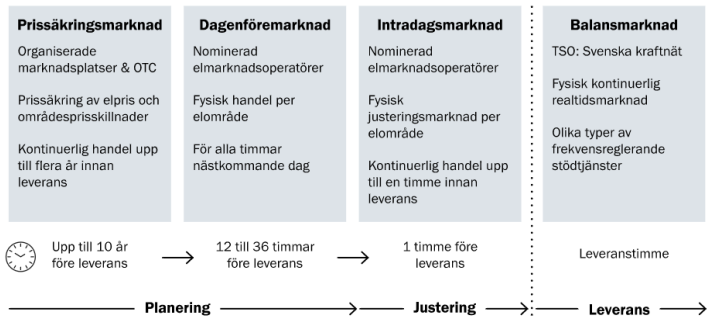 Prissäkringsmarknad
Organiserade
marknadsplatser & OTC
Prissäkring av elpris och
områdesprisskillnader
Kontinuerlig handel upp
till flera år innan
leverans
Dagenföremarknad
Nominerad
elmarknadsoperatörer
Fysisk handel per
elområde
För alla timmar
nästkommande dag
Intradagsmarknad
Nominerad
elmarknadsoperatörer
Fysisk
justeringsmarknad per
elområde
Kontinuerlig handel upp
till en timme innan
leverans
Balansmarknad
TSO: Svenska kraftnät
Fysisk kontinuerlig
realtidsmarknad
Olika typer av
frekvensreglerande
stödtjänster
Upp till 10 år
före leverans
12 till 36 timmar
före leverans
1 timme före
leverans
Leveranstimme
Planering
Justering
Leverans